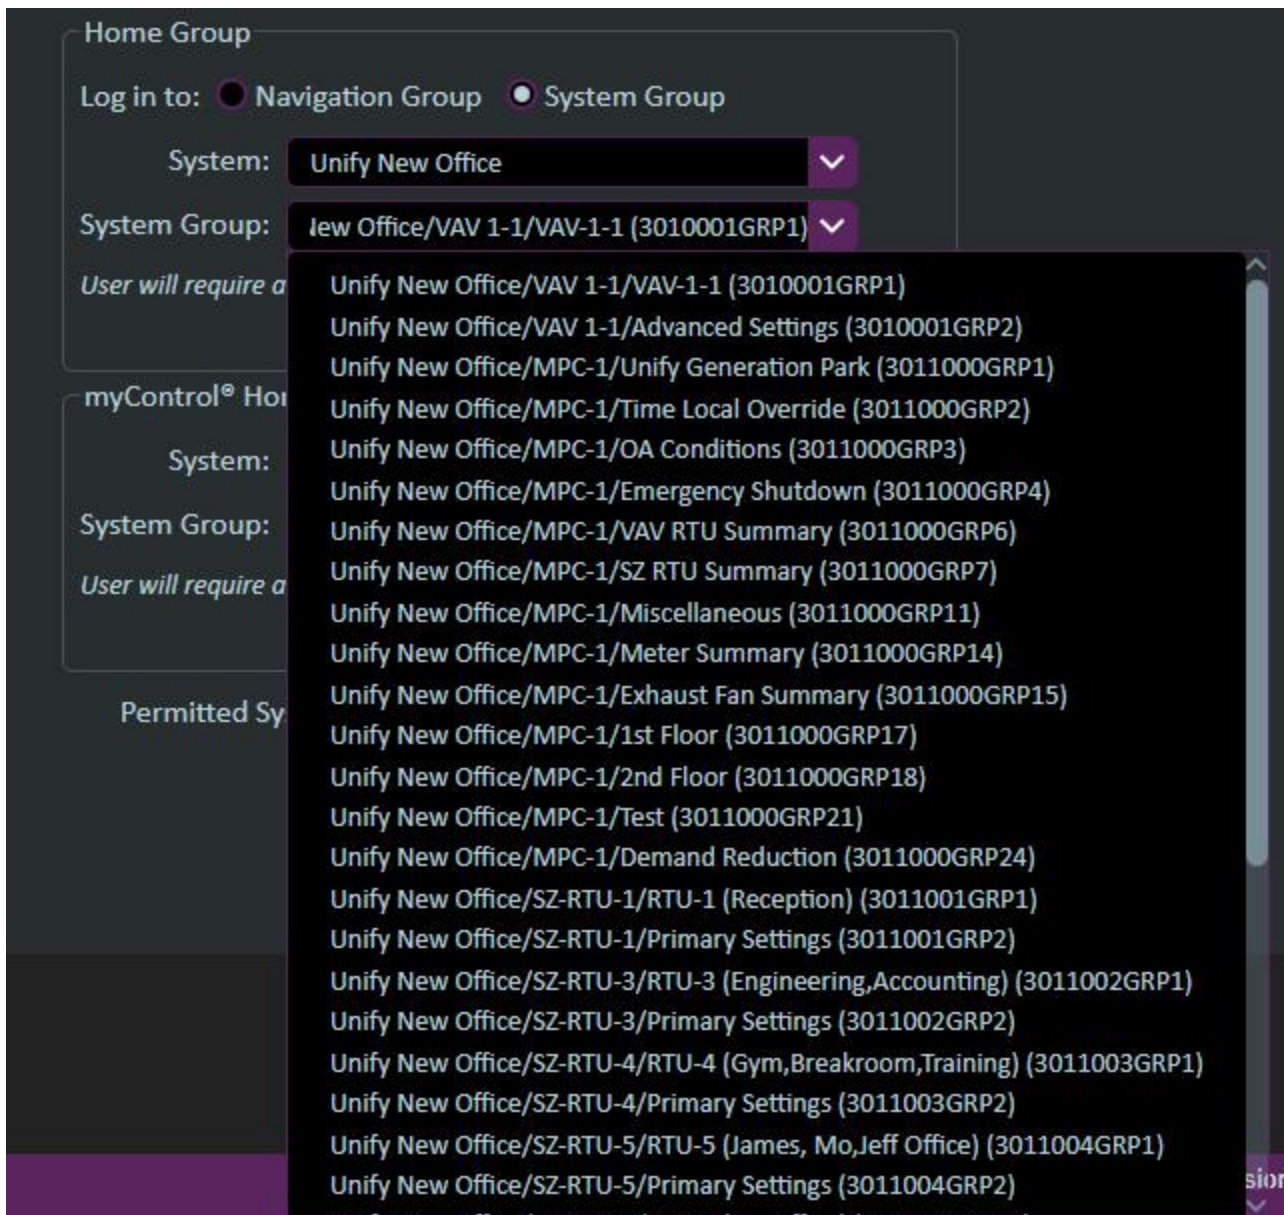 Home Group
Log in to: Navigation Group System Group
System: Unify New Office
System Group: New Office/VAV 1-1/VAV-1-1 (3010001GRP1)
User will require a
Unify New Office/VAV 1-1/VAV-1-1 (3010001GRP1)
Unify New Office/VAV 1-1/Advanced Settings (3010001GRP2)
Unify New Office/MPC-1/Unify Generation Park (3011000GRP1)
myControl® Hor
Unify New Office/MPC-1/Time Local Override (3011000GRP2)
System:
Unify New Office/MPC-1/OA Conditions (3011000GRP3)
Unify New Office/MPC-1/Emergency Shutdown (3011000GRP4)
System Group:
Unify New Office/MPC-1/VAV RTU Summary (3011000GRP6)
User will require a
Unify New Office/MPC-1/SZ RTU Summary (3011000GRP7)
Unify New Office/MPC-1/Miscellaneous (3011000GRP11)
Unify New Office/MPC-1/Meter Summary (3011000GRP14)
Unify New Office/MPC-1/Exhaust Fan Summary (3011000GRP15)
Permitted Sy
Unify New Office/MPC-1/1st Floor (3011000GRP17)
Unify New Office/MPC-1/2nd Floor (3011000GRP18)
Unify New Office/MPC-1/Test (3011000GRP21)
Unify New Office/MPC-1/Demand Reduction (3011000GRP24)
Unify New Office/SZ-RTU-1/RTU-1 (Reception) (3011001GRP1)
Unify New Office/SZ-RTU-1/Primary Settings (3011001GRP2)
Unify New Office/SZ-RTU-3/RTU-3 (Engineering,Accounting) (3011002GRP1)
Unify New Office/SZ-RTU-3/Primary Settings (3011002GRP2)
Unify New Office/SZ-RTU-4/RTU-4 (Gym,Breakroom,Training) (3011003GRP1)
Unify New Office/SZ-RTU-4/Primary Settings (3011003GRP2)
Unify New Office/SZ-RTU-5/RTU-5 (James, Mo,Jeff Office) (3011004GRP1)
Unify New Office/SZ-RTU-5/Primary Settings (3011004GRP2)
sion